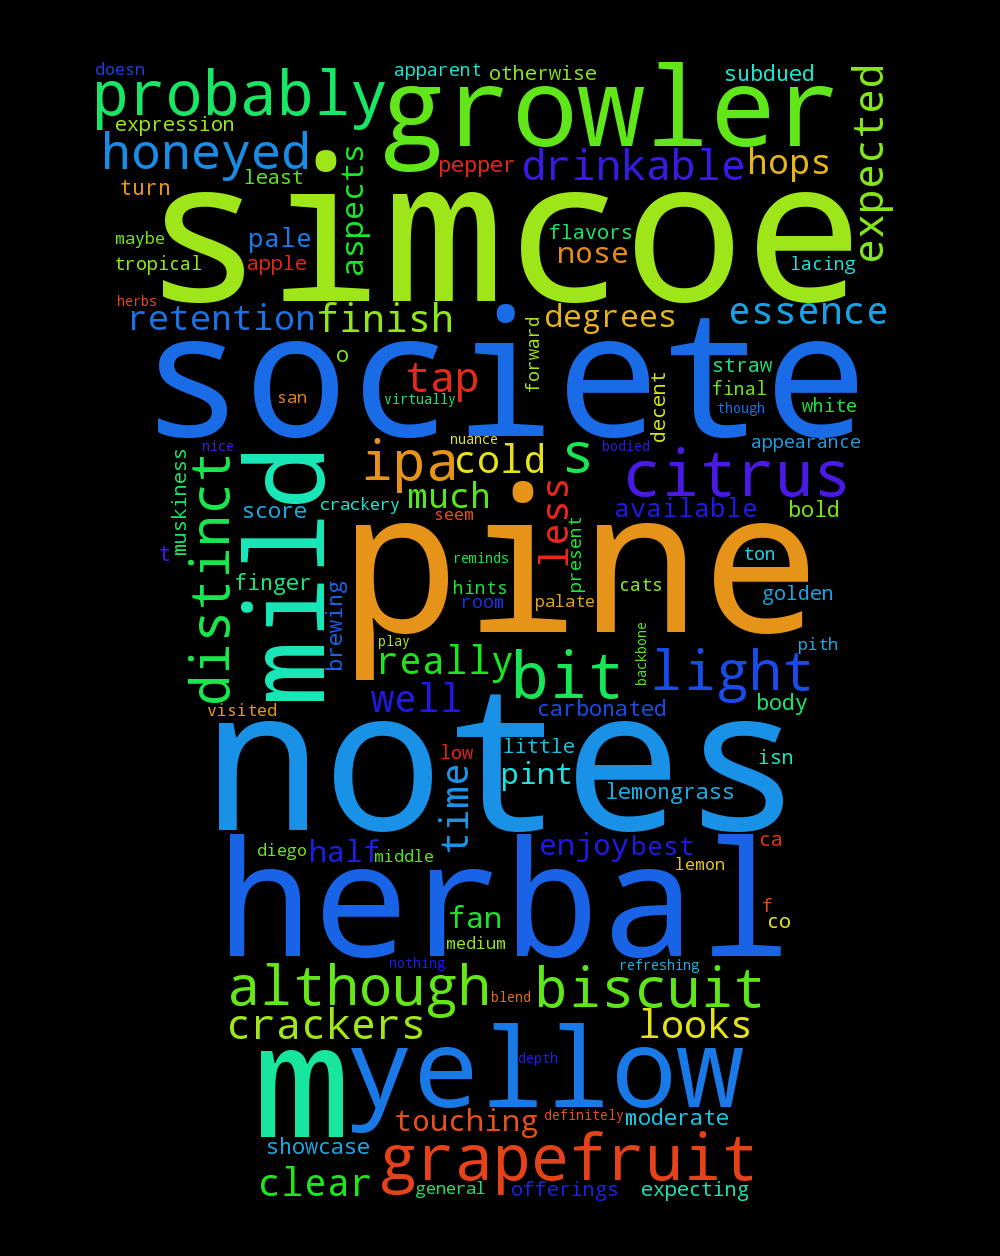 doesn
apparent
otherwise
subdued
probably
growler
expected
expression
honeyed
aspects
pepper
drinkable
hops
turn
least
simcoe
maybe
pale
flavors
nose
tropical
apple
lacing
herbs
retention
finish
degrees
essence
societe
o
forward
tap
straw
san
virtually
decent
final
though
white
nice
nuance
bodied
appearance
muskiness
distinct
mild
ipa
cold
s
citrus
score
crackery
much
less
available
bold
seem
pine
present
t
reminds
ton
finger
hints
cats
golden
brewing
room
palate
play
backbone
pith
really
bit
light
well
carbonated
body
visited
notes
low
little
isn
time
pint
lemongrass
diego
half
middle
enjoy
best
ca
lemon
herbal
fan
f
co
medium
nothing
refreshing
although
blend
biscuit
crackers
looks
m
yellow
depth
touching
definitely
moderate
showcase
grapefruit
clear
general
offerings
expecting